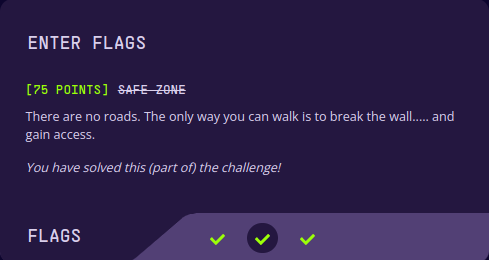 ENTER FLAGS
[75 POINTS] SAFE ZONE
There are no roads. The only way you can walk is to break the wall..... and
gain access.
You have solved this (part of) the challenge!
FLAGS